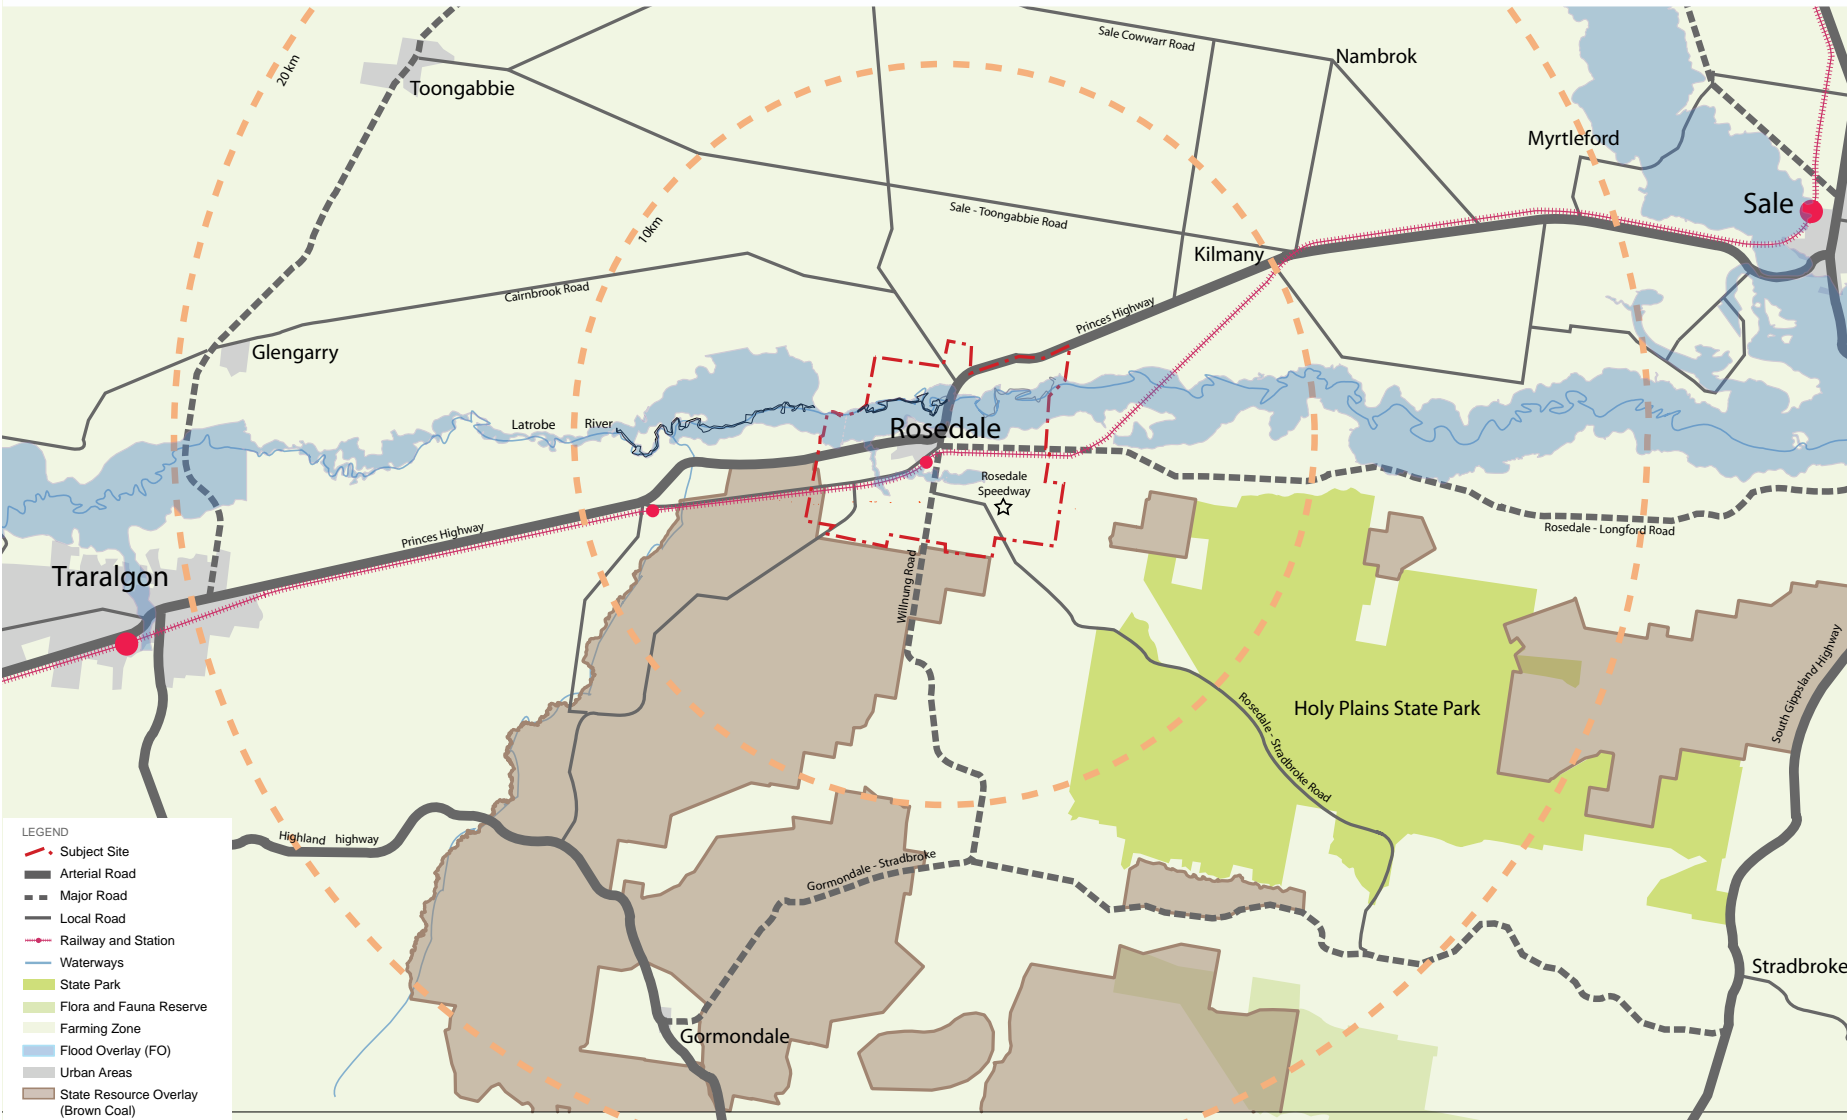 Sale Cowwarr Road
Nambrok
20 km
Toongabbie
Myrtleford
Sale
10km
Sale - Toongabbie Road
Kilmany
Cairnbrook Road
Princes Highway
Glengarry
Latrobe River
Rosedale
Rosedale
Speedway
Rosedale - Longford Road
Princes Highway
Traralgon
Willnung Road
Holy Plains State Park
Rosedale - Stradbroke Road
South Gippsland Highway
Highland highway
Gormondale - Stradbroke
Stradbroke
Gormondale
LEGEND
Subject Site
Arterial Road
Major Road
Local Road
Railway and Station
Waterways
State Park
Flora and Fauna Reserve
Farming Zone
Flood Overlay (FO)
Urban Areas
State Resource Overlay
(Brown Coal)